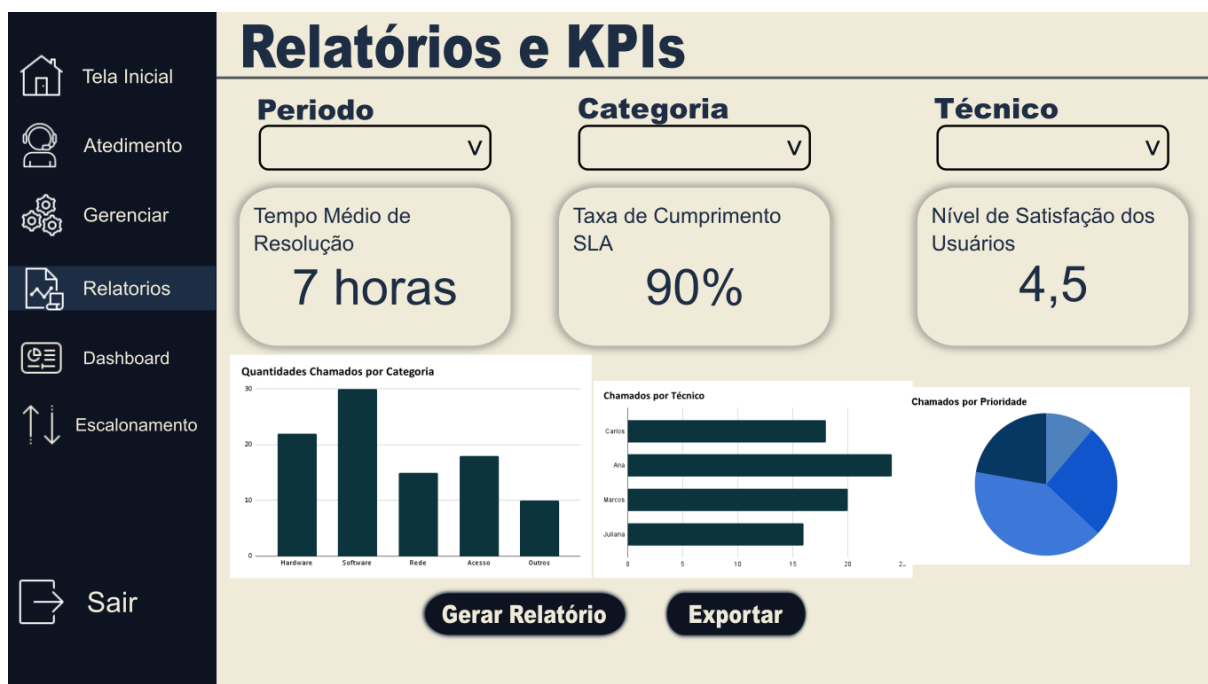 Tela Inicial
Atedimento
Gerenciar
Relatorios
Dashboard
Escalonamento
Sair
Relatórios e KPIs
Periodo
Categoria
Técnico
V
V
V
Tempo Médio de
Resolução
7 horas
Taxa de Cumprimento
SLA
90%
Nível de Satisfação dos
Usuários
4,5
Quantidades Chamados por Categoria
30
20
10
0
Hardware
Software
Rede
Acesso
Outros
Chamados por Técnico
Carlos
Ana
Marcos
Juliana
0
5
10
15
20
Chamados por Prioridade
Gerar Relatório
Exportar